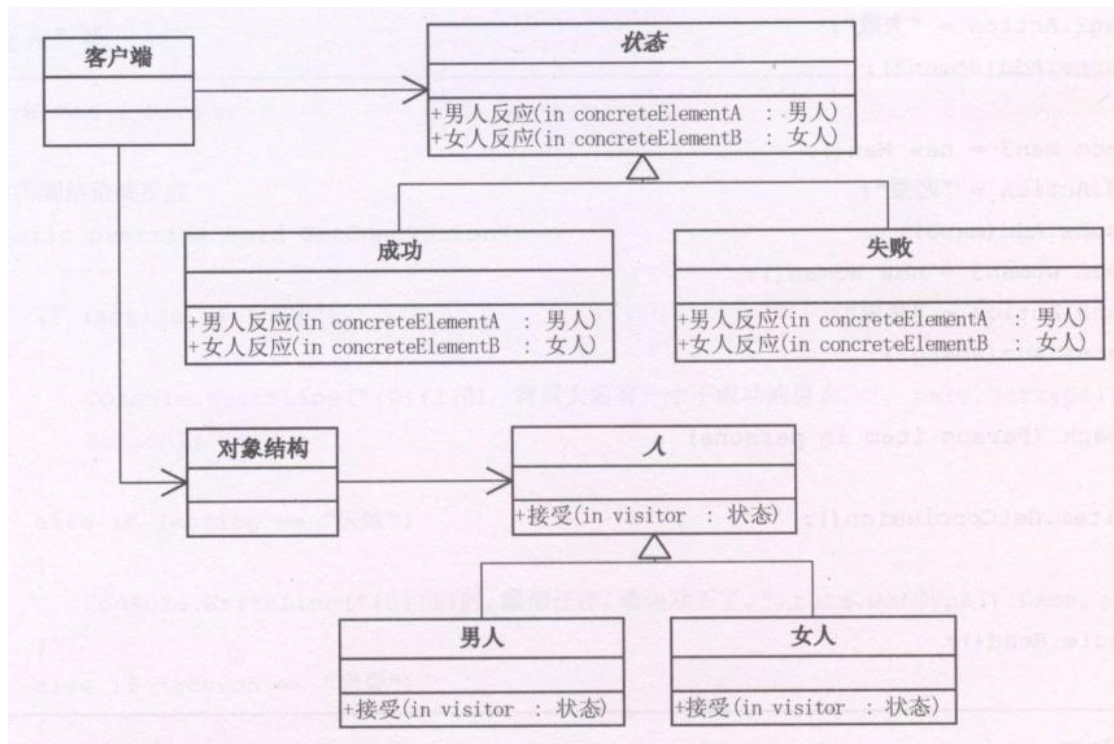 客户端
状态
+男人反应(in concreteElementA : 男人)
+女人反应(in concreteElementB : 女人)
成功
+男人反应(in concreteElementA : 男人)
+女人反应(in concreteElementB : 女人)
失败
+男人反应(in concreteElementA : 男人)
+女人反应(in concreteElementB : 女人)
对象结构
人
+接受(in visitor : 状态)
男人
+接受(in visitor : 状态)
女人
+接受(in visitor : 状态)